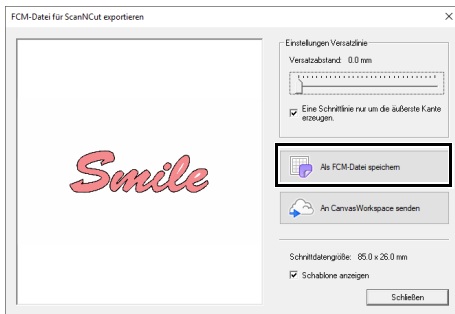 FCM-Datei für ScanNCut exportieren
Einstellungen Versatzlinie
Versatzabstand: 0.0 mm
Eine Schnittlinie nur um die äußerste Kante
erzeugen.
Smile
Als FCM-Datei speichern
An CanvasWorkspace senden
Schnittdatengröße: 85.0 x 26.0 mm
Schablone anzeigen
Schließen